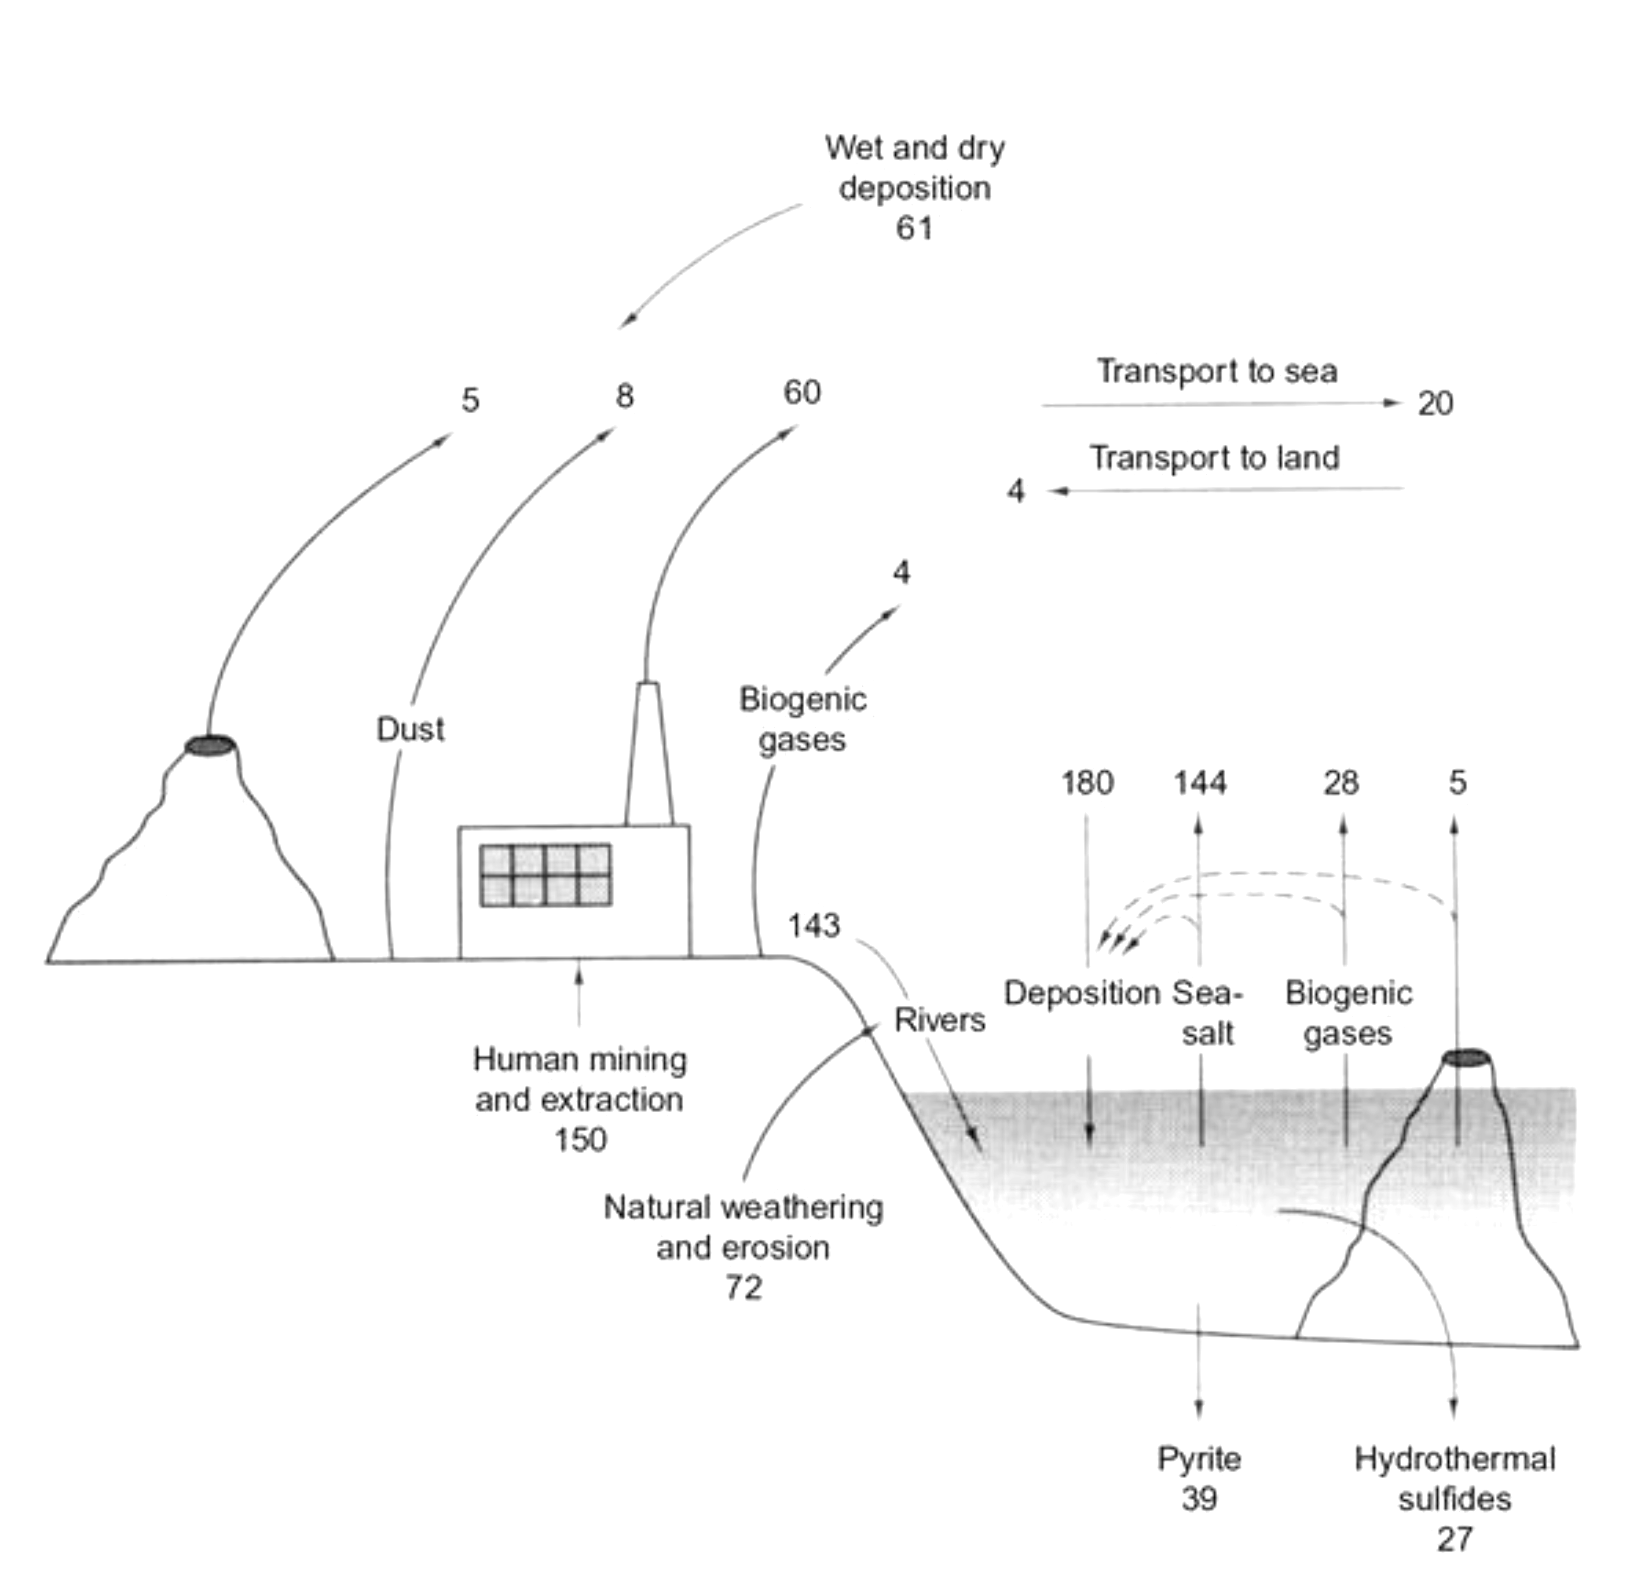 Wet and dry
deposition
61
5
8
60
Transport to sea
20
Transport to land
4
4
Dust
Biogenic
gases
180
144
28
5
143
Deposition
Sea-
salt
Biogenic
gases
Rivers
Human mining
and extraction
150
Natural weathering
and erosion
72
Pyrite
39
Hydrothermal
sulfides
27